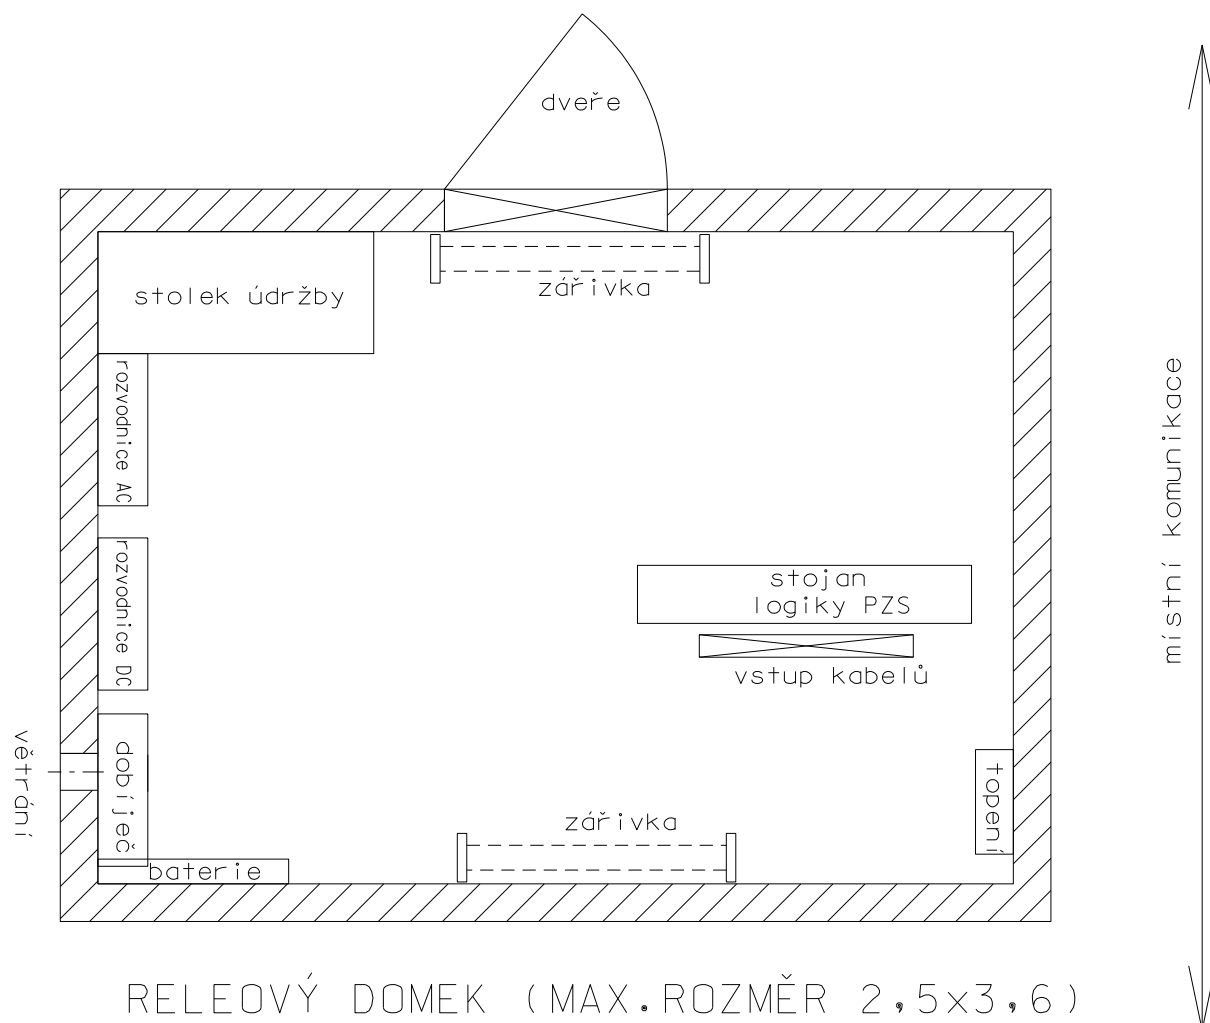 dveře
zářivka
stolek údržby
rozvodnice AC
místní komunikace
rozvodnice DC
stojan
logiky PZS
vstup kabelů
větrání
dobíječ
topení
zářivka
baterie
RELEOVÝ DOMEK (MAX.ROZMĚR 2,5x3,6)